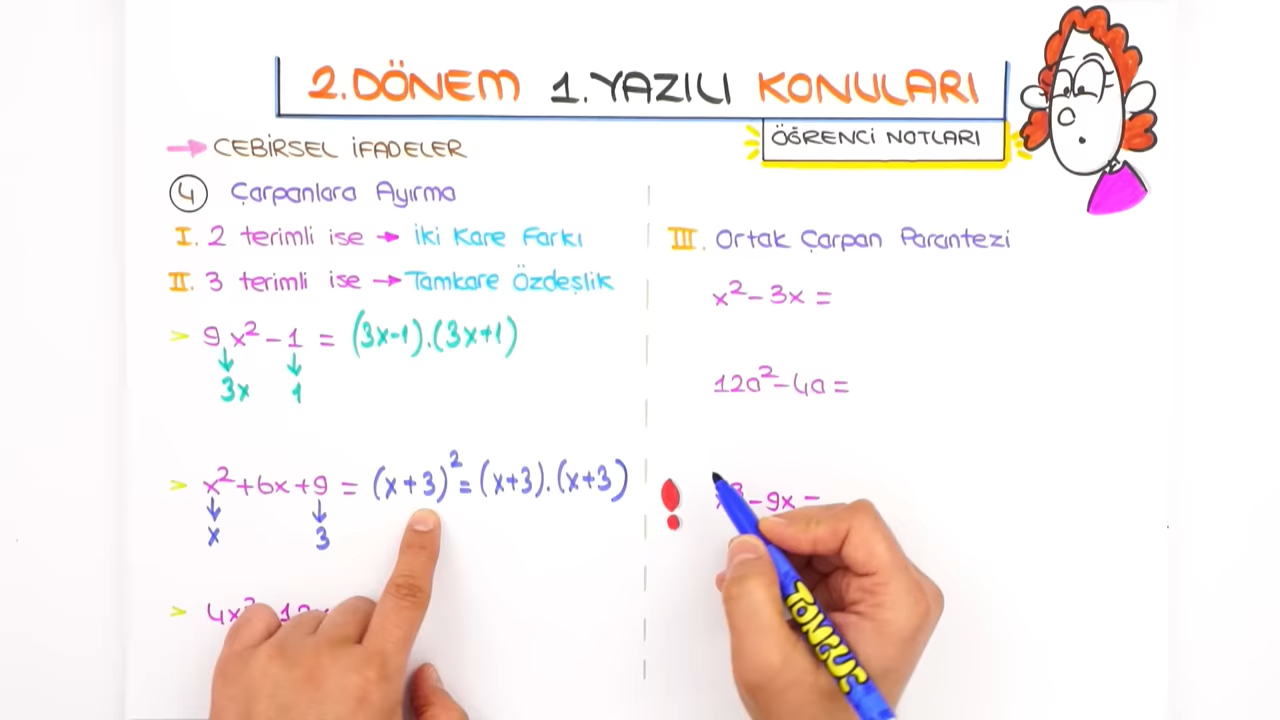 2. DÖNEM 1. YAZILI KONULARI
ÖĞRENCİ NOTLARI
CEBİRSEL İFADELER
4 Çarpanlara Ayırma
I. 2 terimli ise → İki Kare Farkı
II. 3 terimli ise → Tamkare Özdeşlik
> 9x² - 1 = (3x-1).(3x+1)
3x 1
> x² + 6x + 9 = (x+3)² = (x+3).(x+3)
x 3
> 4x²
III. Ortak Çarpan Parantezi
x² - 3x =
12a² - 4a =
- 9x =
TONGUÇ